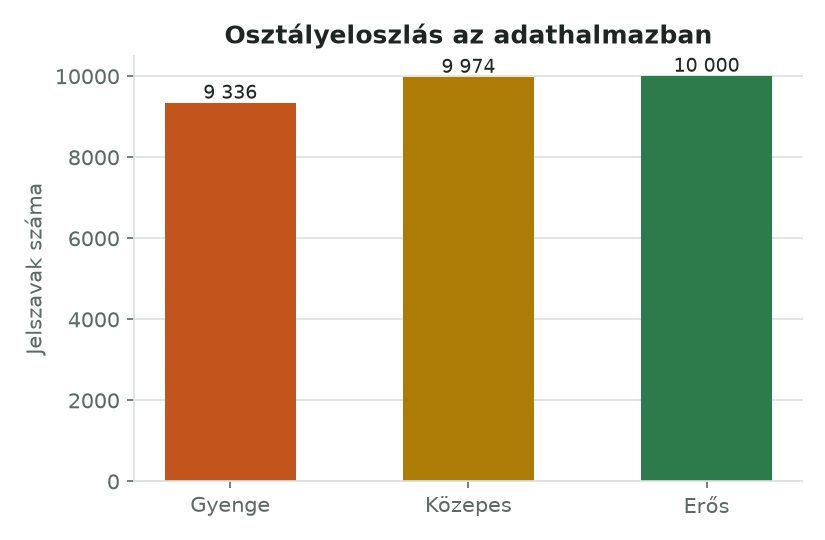 Osztályeloszlás az adathalmazban
Jelszavak száma
10000
8000
6000
4000
2000
0
9 336
9 974
10 000
Gyenge
Közepes
Erős